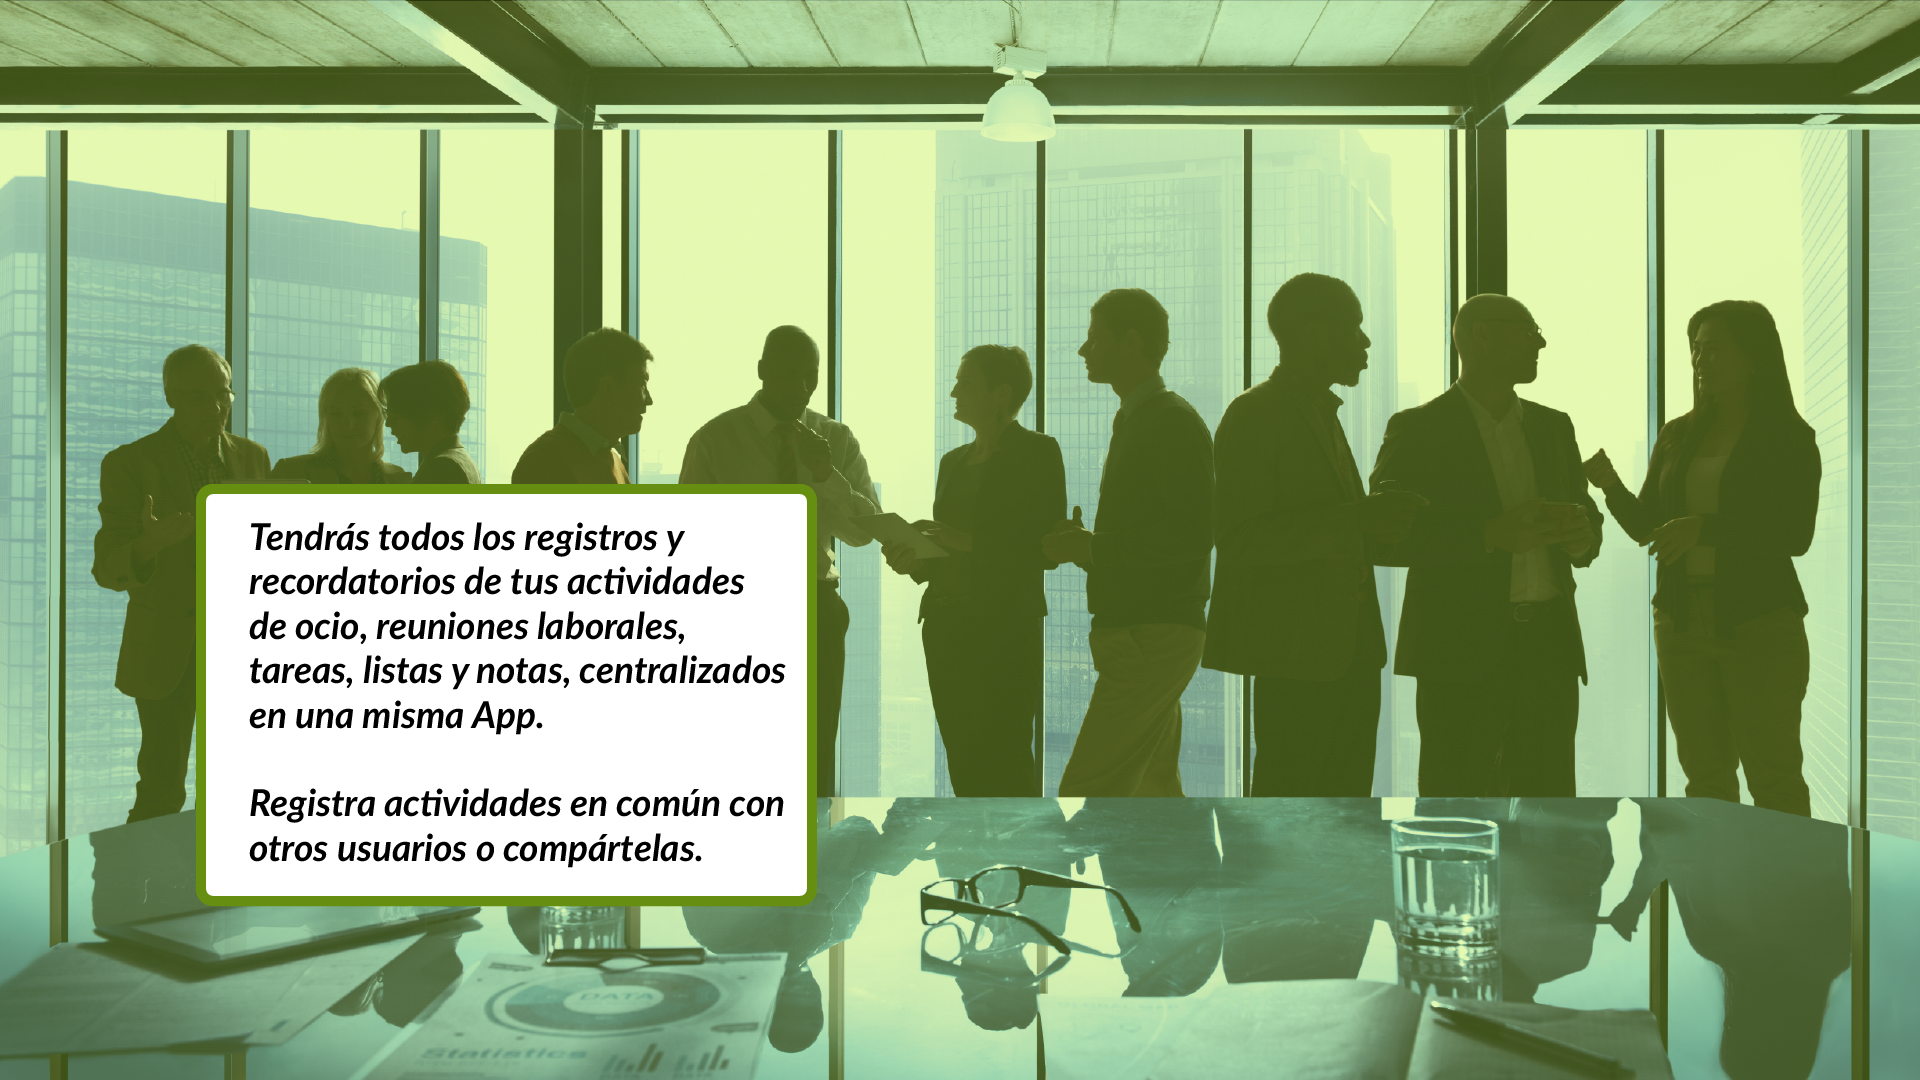 Tendrás todos los registros y
recordatorios de tus actividades
de ocio, reuniones laborales,
tareas, listas y notas, centralizados
en una misma App.
Registra actividades en común con
otros usuarios o compártelas.
DATA
Statistics